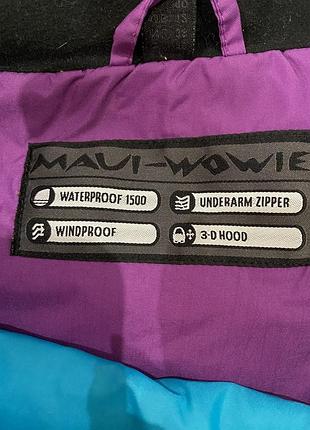 MAUI-WOWIE
WATERPROOF 1500
UNDERARM ZIPPER
WINDPROOF
3-D HOOD